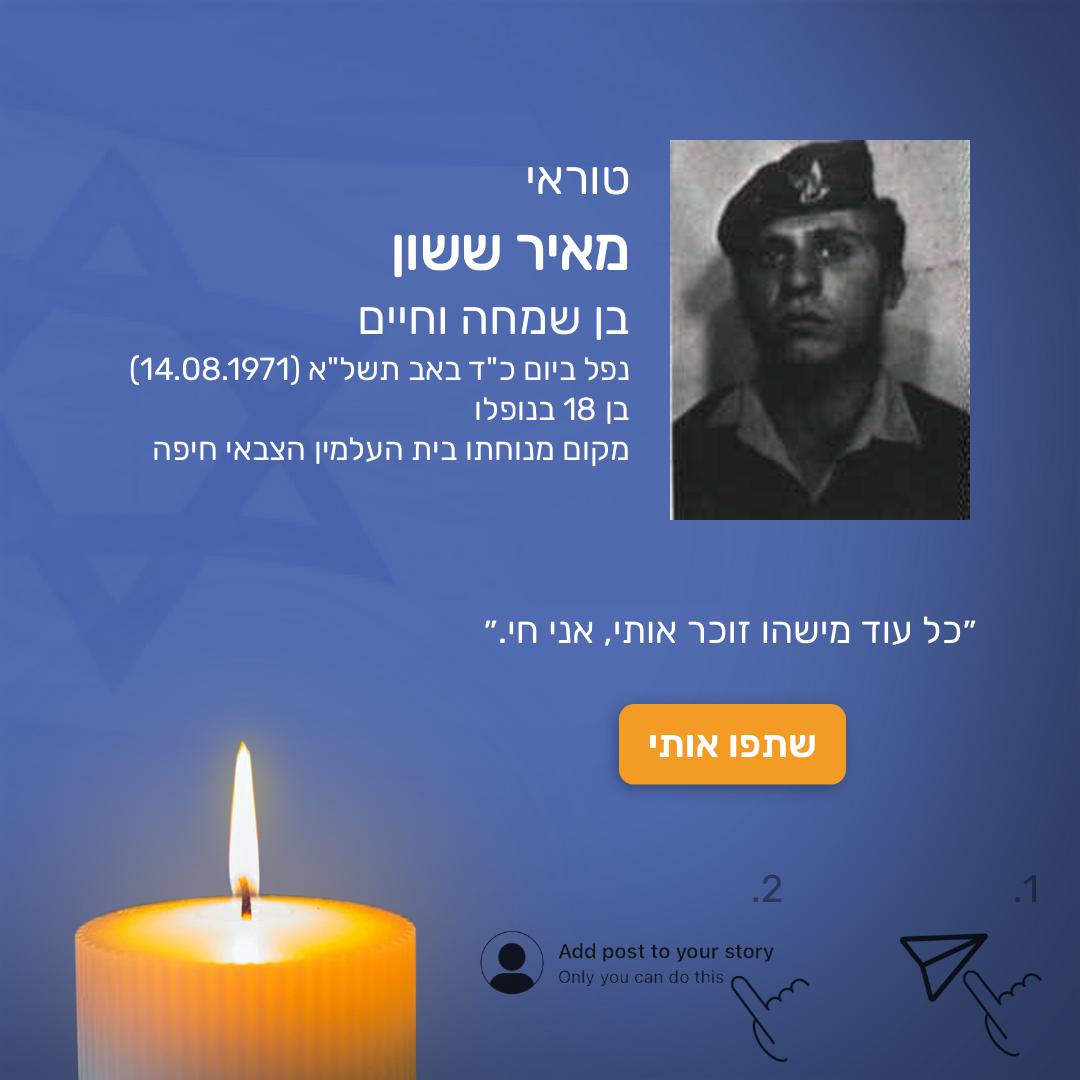 טוראי
מאיר ששון
בן שמחה וחיים
נפל ביום כ"ד באב תשל"א (14.08.1971)
בן 18 בנופלו
מקום מנוחתו בית העלמין הצבאי חיפה
״כל עוד מישהו זוכר אותי, אני חי.״
שתפו אותי
1.
2.
Add post to your story
Only you can do this